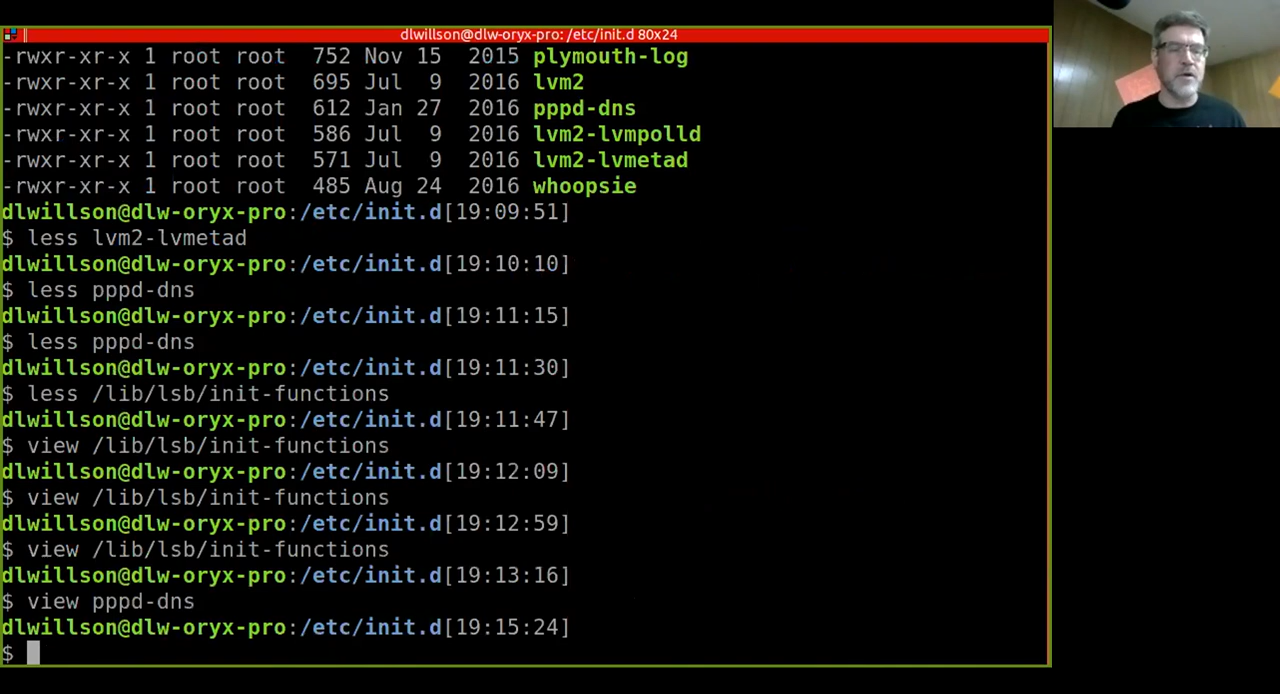 dlwillson@dlw-oryx-pro: /etc/init.d 80x24
-rwxr-xr-x 1 root root  752 Nov 15  2015 plymouth-log
-rwxr-xr-x 1 root root  695 Jul  9  2016 lvm2
-rwxr-xr-x 1 root root  612 Jan 27  2016 pppd-dns
-rwxr-xr-x 1 root root  586 Jul  9  2016 lvm2-lvmpolld
-rwxr-xr-x 1 root root  571 Jul  9  2016 lvm2-lvmetad
-rwxr-xr-x 1 root root  485 Aug 24  2016 whoopsie
dlwillson@dlw-oryx-pro:/etc/init.d[19:09:51]
$ less lvm2-lvmetad
dlwillson@dlw-oryx-pro:/etc/init.d[19:10:10]
$ less pppd-dns
dlwillson@dlw-oryx-pro:/etc/init.d[19:11:15]
$ less pppd-dns
dlwillson@dlw-oryx-pro:/etc/init.d[19:11:30]
$ less /lib/lsb/init-functions
dlwillson@dlw-oryx-pro:/etc/init.d[19:11:47]
$ view /lib/lsb/init-functions
dlwillson@dlw-oryx-pro:/etc/init.d[19:12:09]
$ view /lib/lsb/init-functions
dlwillson@dlw-oryx-pro:/etc/init.d[19:12:59]
$ view /lib/lsb/init-functions
dlwillson@dlw-oryx-pro:/etc/init.d[19:13:16]
$ view pppd-dns
dlwillson@dlw-oryx-pro:/etc/init.d[19:15:24]
$